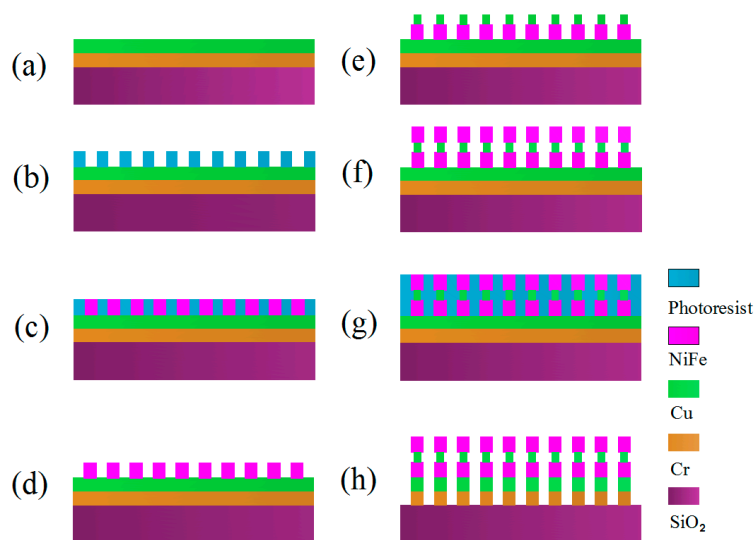 (a)
(b)
(c)
(d)
(e)
(f)
(g)
(h)
Photoresist
NiFe
Cu
Cr
SiO₂